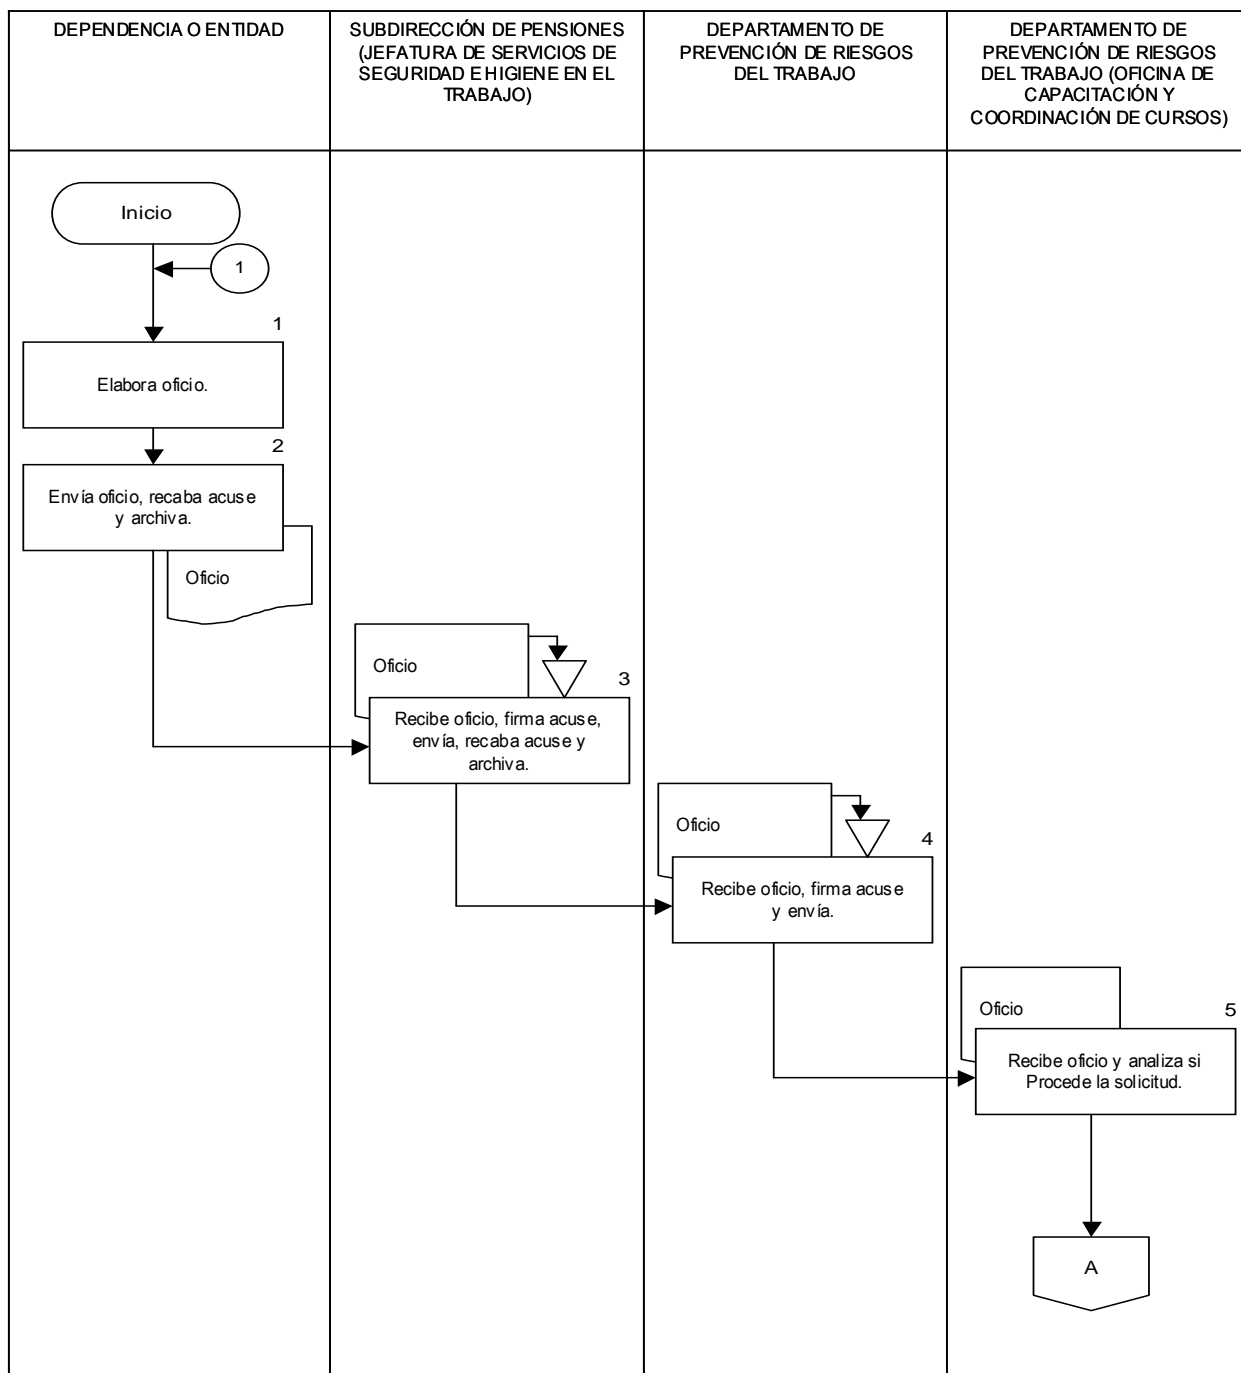 DEPENDENCIA O ENTIDAD
SUBDIRECCIÓN DE PENSIONES
(JEFATURA DE SERVICIOS DE
SEGURIDAD E HIGIENE EN EL
TRABAJO)
DEPARTAMENTO DE
PREVENCIÓN DE RIESGOS
DEL TRABAJO
DEPARTAMENTO DE
PREVENCIÓN DE RIESGOS
DEL TRABAJO (OFICINA DE
CAPACITACIÓN Y
COORDINACIÓN DE CURSOS)
Inicio
1
1
Elabora oficio.
2
Envía oficio, recaba acuse
y archiva.
Oficio
Oficio
3
Recibe oficio, firma acuse,
envía, recaba acuse y
archiva.
Oficio
4
Recibe oficio, firma acuse
y envía.
Oficio
5
Recibe oficio y analiza si
Procede la solicitud.
A